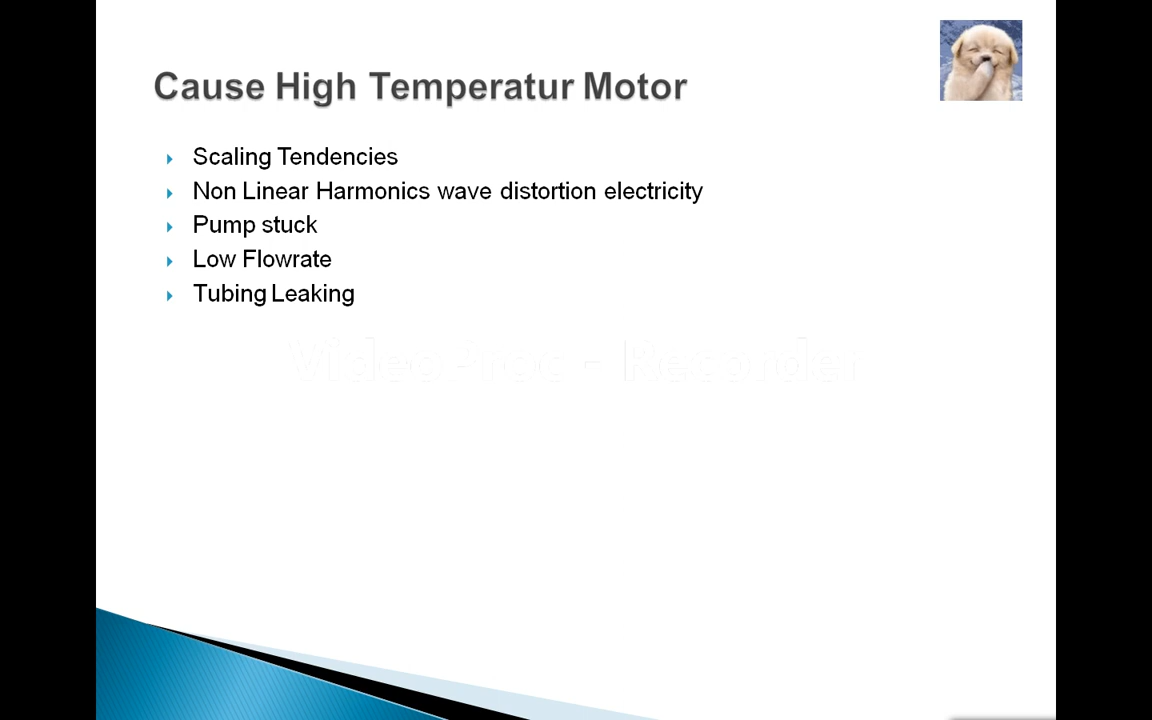 Cause High Temperatur Motor
Scaling Tendencies
Non Linear Harmonics wave distortion electricity
Pump stuck
Low Flowrate
Tubing Leaking
VideoProc - Recorder